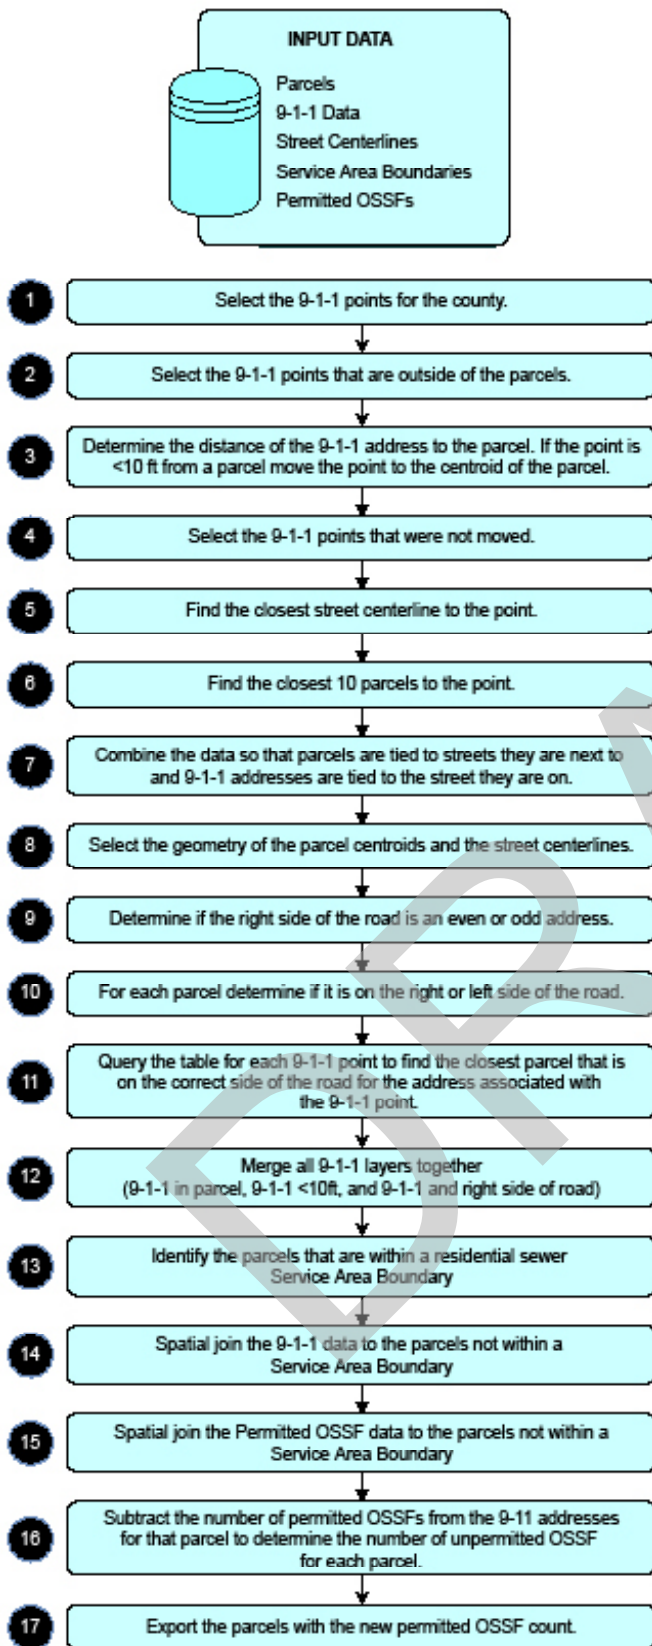 INPUT DATA
Parcels
9-1-1 Data
Street Centerlines
Service Area Boundaries
Permitted OSSFs
1
Select the 9-1-1 points for the county.
2
Select the 9-1-1 points that are outside of the parcels.
3
Determine the distance of the 9-1-1 address to the parcel. If the point is
<10 ft from a parcel move the point to the centroid of the parcel.
4
Select the 9-1-1 points that were not moved.
5
Find the closest street centerline to the point.
6
Find the closest 10 parcels to the point.
7
Combine the data so that parcels are tied to streets they are next to
and 9-1-1 addresses are tied to the street they are on.
8
Select the geometry of the parcel centroids and the street centerlines.
9
Determine if the right side of the road is an even or odd address.
10
For each parcel determine if it is on the right or left side of the road.
11
Query the table for each 9-1-1 point to find the closest parcel that is
on the correct side of the road for the address associated with
the 9-1-1 point.
12
Merge all 9-1-1 layers together
(9-1-1 in parcel, 9-1-1 <10ft, and 9-1-1 and right side of road)
13
Identify the parcels that are within a residential sewer
Service Area Boundary
14
Spatial join the 9-1-1 data to the parcels not within a
Service Area Boundary
15
Spatial join the Permitted OSSF data to the parcels not within a
Service Area Boundary
16
Subtract the number of permitted OSSFs from the 9-11 addresses
for that parcel to determine the number of unpermitted OSSF
for each parcel.
17
Export the parcels with the new permitted OSSF count.